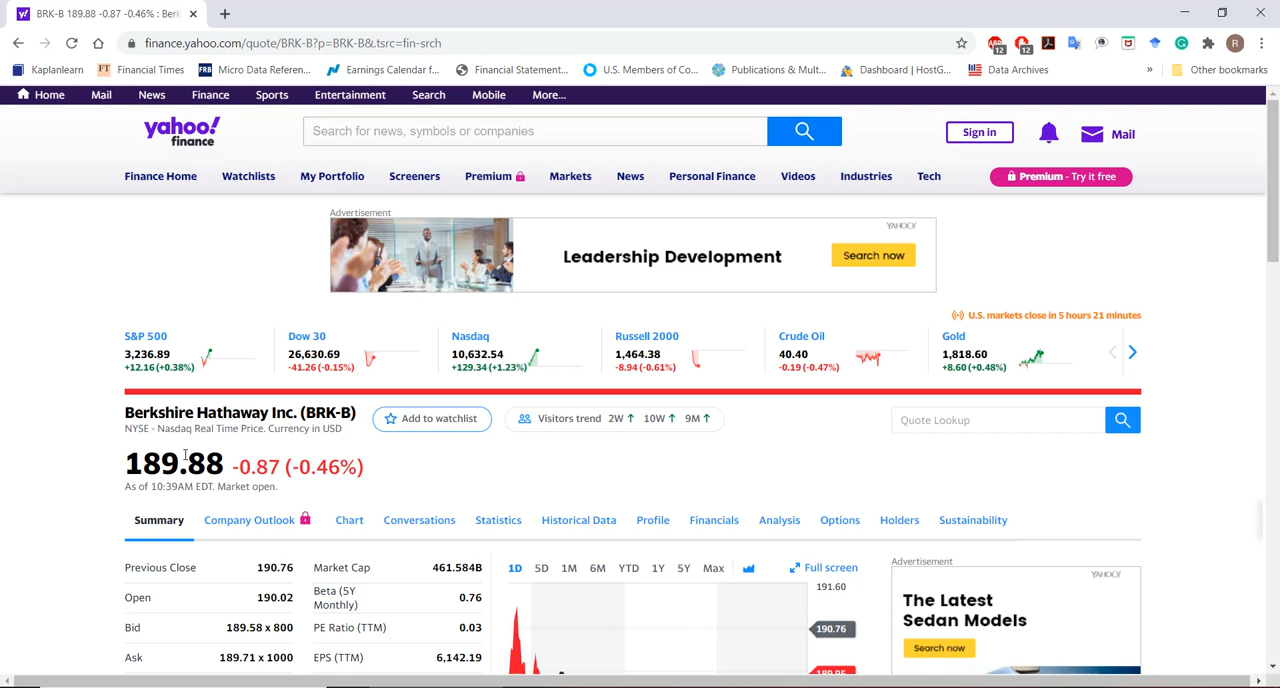 BRK-B 189.88 -0.87 -0.46% : Berk
finance.yahoo.com/quote/BRK-B?p=BRK-B&.tsrc=fin-srch
12
12
R
Kaplanlearn
FT Financial Times
FRB Micro Data Referen...
Earnings Calendar f...
Financial Statement...
U.S. Members of Co...
Publications & Mult...
Dashboard | HostG...
Data Archives
»
Other bookmarks
Home Mail News Finance Sports Entertainment Search Mobile More...
yahoo!
finance
Search for news, symbols or companies
Sign in
Mail
Finance Home Watchlists My Portfolio Screeners Premium Markets News Personal Finance Videos Industries Tech
Premium - Try it free
Advertisement
YAHOO!
Leadership Development
Search now
U.S. markets close in 5 hours 21 minutes
S&P 500
3,236.89
+12.16 (+0.38%)
Dow 30
26,630.69
-41.26 (-0.15%)
Nasdaq
10,632.54
+129.34 (+1.23%)
Russell 2000
1,464.38
-8.94 (-0.61%)
Crude Oil
40.40
-0.19 (-0.47%)
Gold
1,818.60
+8.60 (+0.48%)
Berkshire Hathaway Inc. (BRK-B)
Add to watchlist
Visitors trend 2W ↑ 10W ↑ 9M ↑
Quote Lookup
NYSE - Nasdaq Real Time Price. Currency in USD
189.88 -0.87 (-0.46%)
As of 10:39AM EDT. Market open.
Summary Company Outlook Chart Conversations Statistics Historical Data Profile Financials Analysis Options Holders Sustainability
Previous Close 190.76
Open 190.02
Bid 189.58 x 800
Ask 189.71 x 1000
Market Cap 461.584B
Beta (5Y
Monthly) 0.76
PE Ratio (TTM) 0.03
EPS (TTM) 6,142.19
1D 5D 1M 6M YTD 1Y 5Y Max
Full screen
191.60
190.76
189.95
Advertisement
YAHOO!
The Latest
Sedan Models
Search now